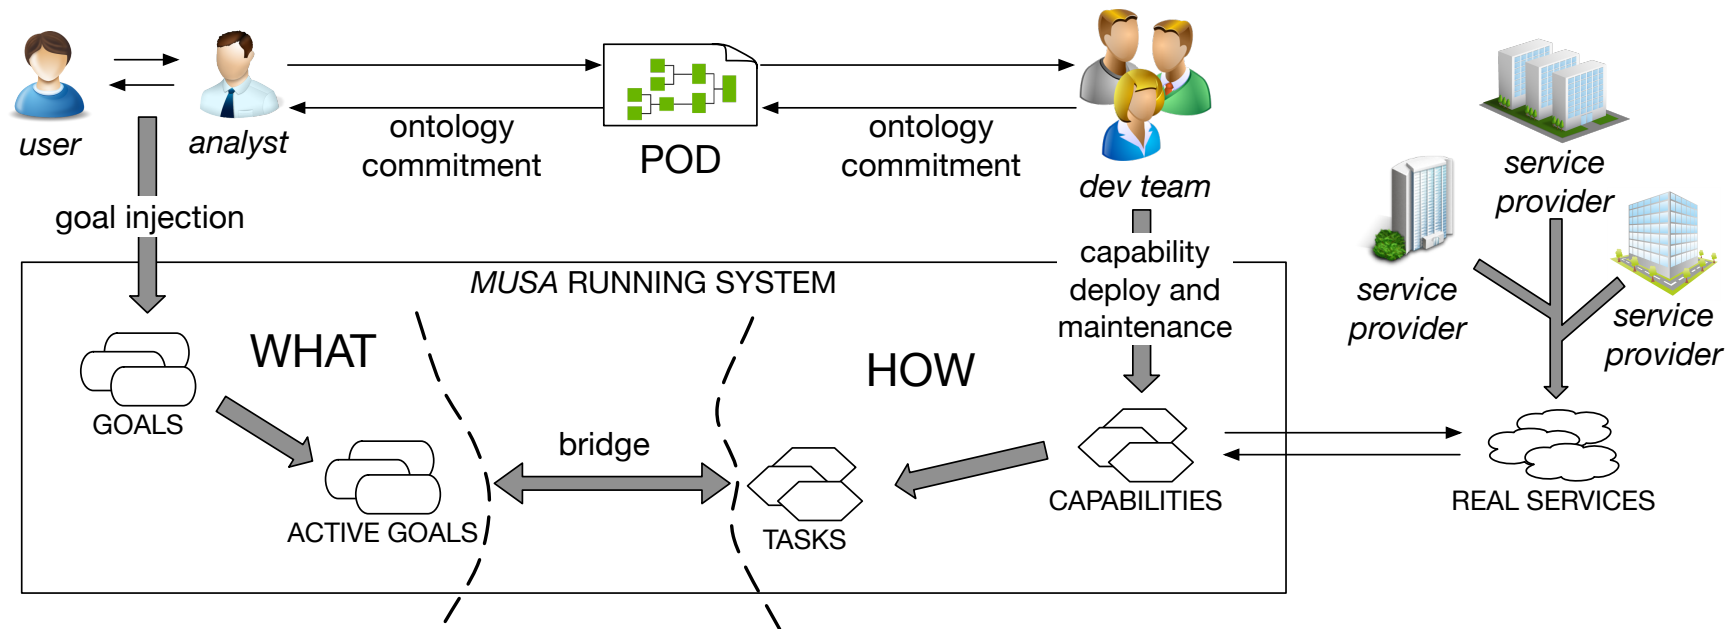 user
analyst
ontology
commitment
POD
ontology
commitment
dev team
service
provider
service
provider
service
provider
goal injection
capability
deploy and
maintenance
MUSA RUNNING SYSTEM
WHAT
HOW
GOALS
bridge
ACTIVE GOALS
TASKS
CAPABILITIES
REAL SERVICES